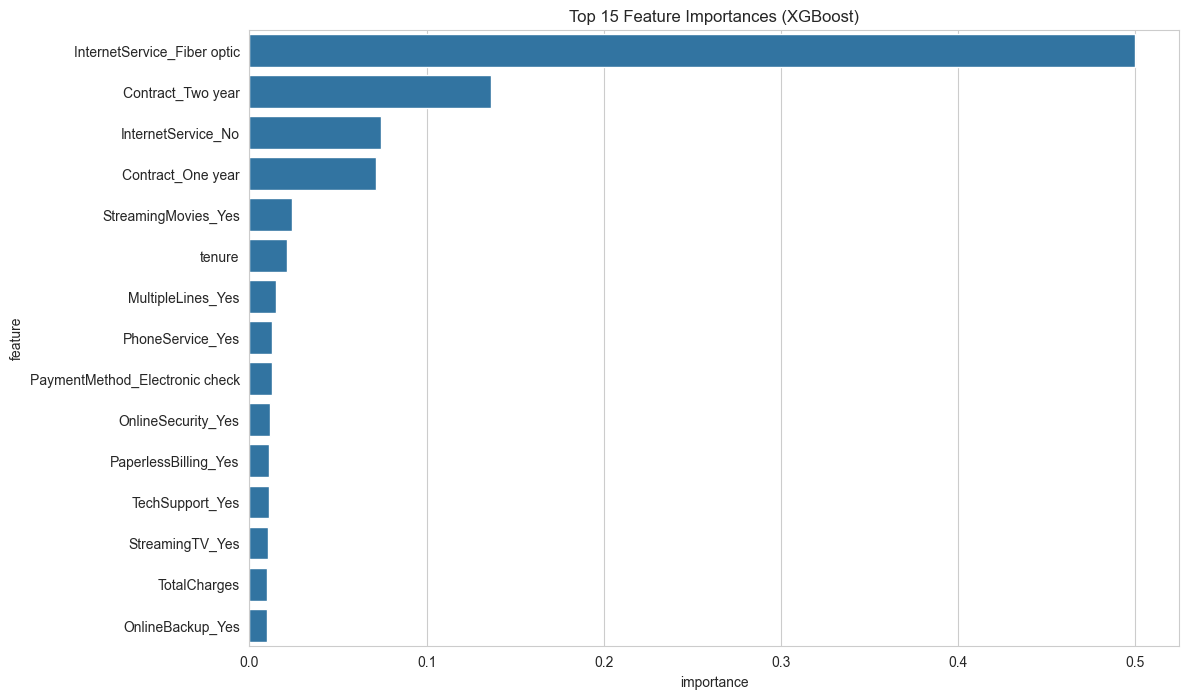 Top 15 Feature Importances (XGBoost)
InternetService_Fiber optic
Contract_Two year
InternetService_No
Contract_One year
StreamingMovies_Yes
tenure
MultipleLines_Yes
PhoneService_Yes
PaymentMethod_Electronic check
OnlineSecurity_Yes
PaperlessBilling_Yes
TechSupport_Yes
StreamingTV_Yes
TotalCharges
OnlineBackup_Yes
feature
0.0 0.1 0.2 0.3 0.4 0.5
importance